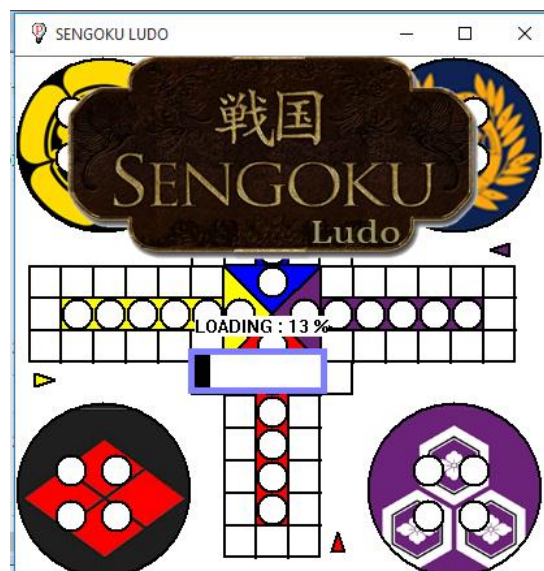 SENGOKU LUDO
戦国
SENGOKU
Ludo
LOADING : 13 %